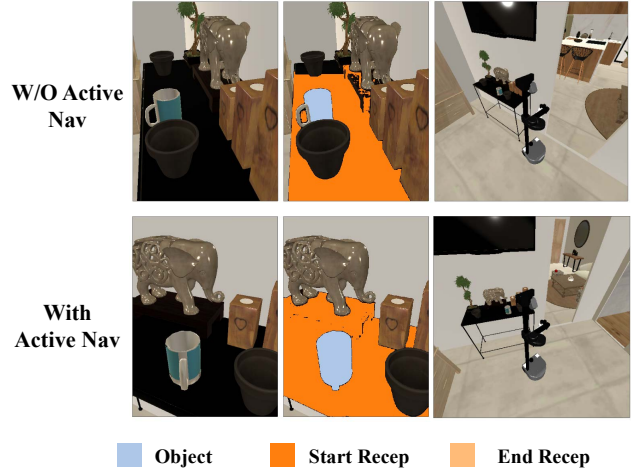 W/O Active
Nav
With
Active Nav
Object
Start Recep
End Recep